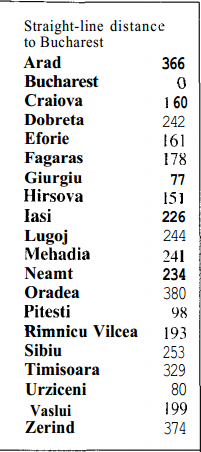 Straight-line distance
to Bucharest
Arad 366
Bucharest 0
Craiova 160
Dobreta 242
Eforie 161
Fagaras 178
Giurgiu 77
Hirsova 151
Iasi 226
Lugoj 244
Mehadia 241
Neamt 234
Oradea 380
Pitesti 98
Rimnicu Vilcea 193
Sibiu 253
Timisoara 329
Urziceni 80
Vaslui 199
Zerind 374